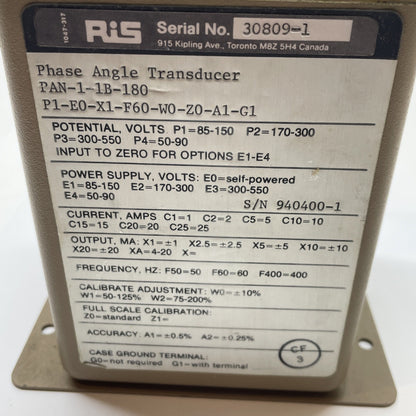 1047-317
RIS Serial No. 30809-1
915 Kipling Ave., Toronto M8Z 5H4 Canada
Phase Angle Transducer
PAN-1-1B-180
P1-E0-X1-F60-W0-Z0-A1-G1
POTENTIAL, VOLTS P1=85-150 P2=170-300
P3=300-550 P4=50-90
INPUT TO ZERO FOR OPTIONS E1-E4
POWER SUPPLY, VOLTS: E0=self-powered
E1=85-150 E2=170-300 E3=300-550
E4=50-90 S/N 940400-1
CURRENT, AMPS C1=1 C2=2 C5=5 C10=10
C15=15 C20=20 C25=25
OUTPUT, MA: X1=±1 X2.5=±2.5 X5=±5 X10=±10
X20=±20 XA=4-20 X=
FREQUENCY, HZ: F50=50 F60=60 F400=400
CALIBRATE ADJUSTMENT: W0=±10%
W1=50-125% W2=75-200%
FULL SCALE CALIBRATION:
Z0=standard Z1=
ACCURACY: A1=±0.5% A2=±0.25%
CASE GROUND TERMINAL:
G0=not required G1=with terminal
CF
3